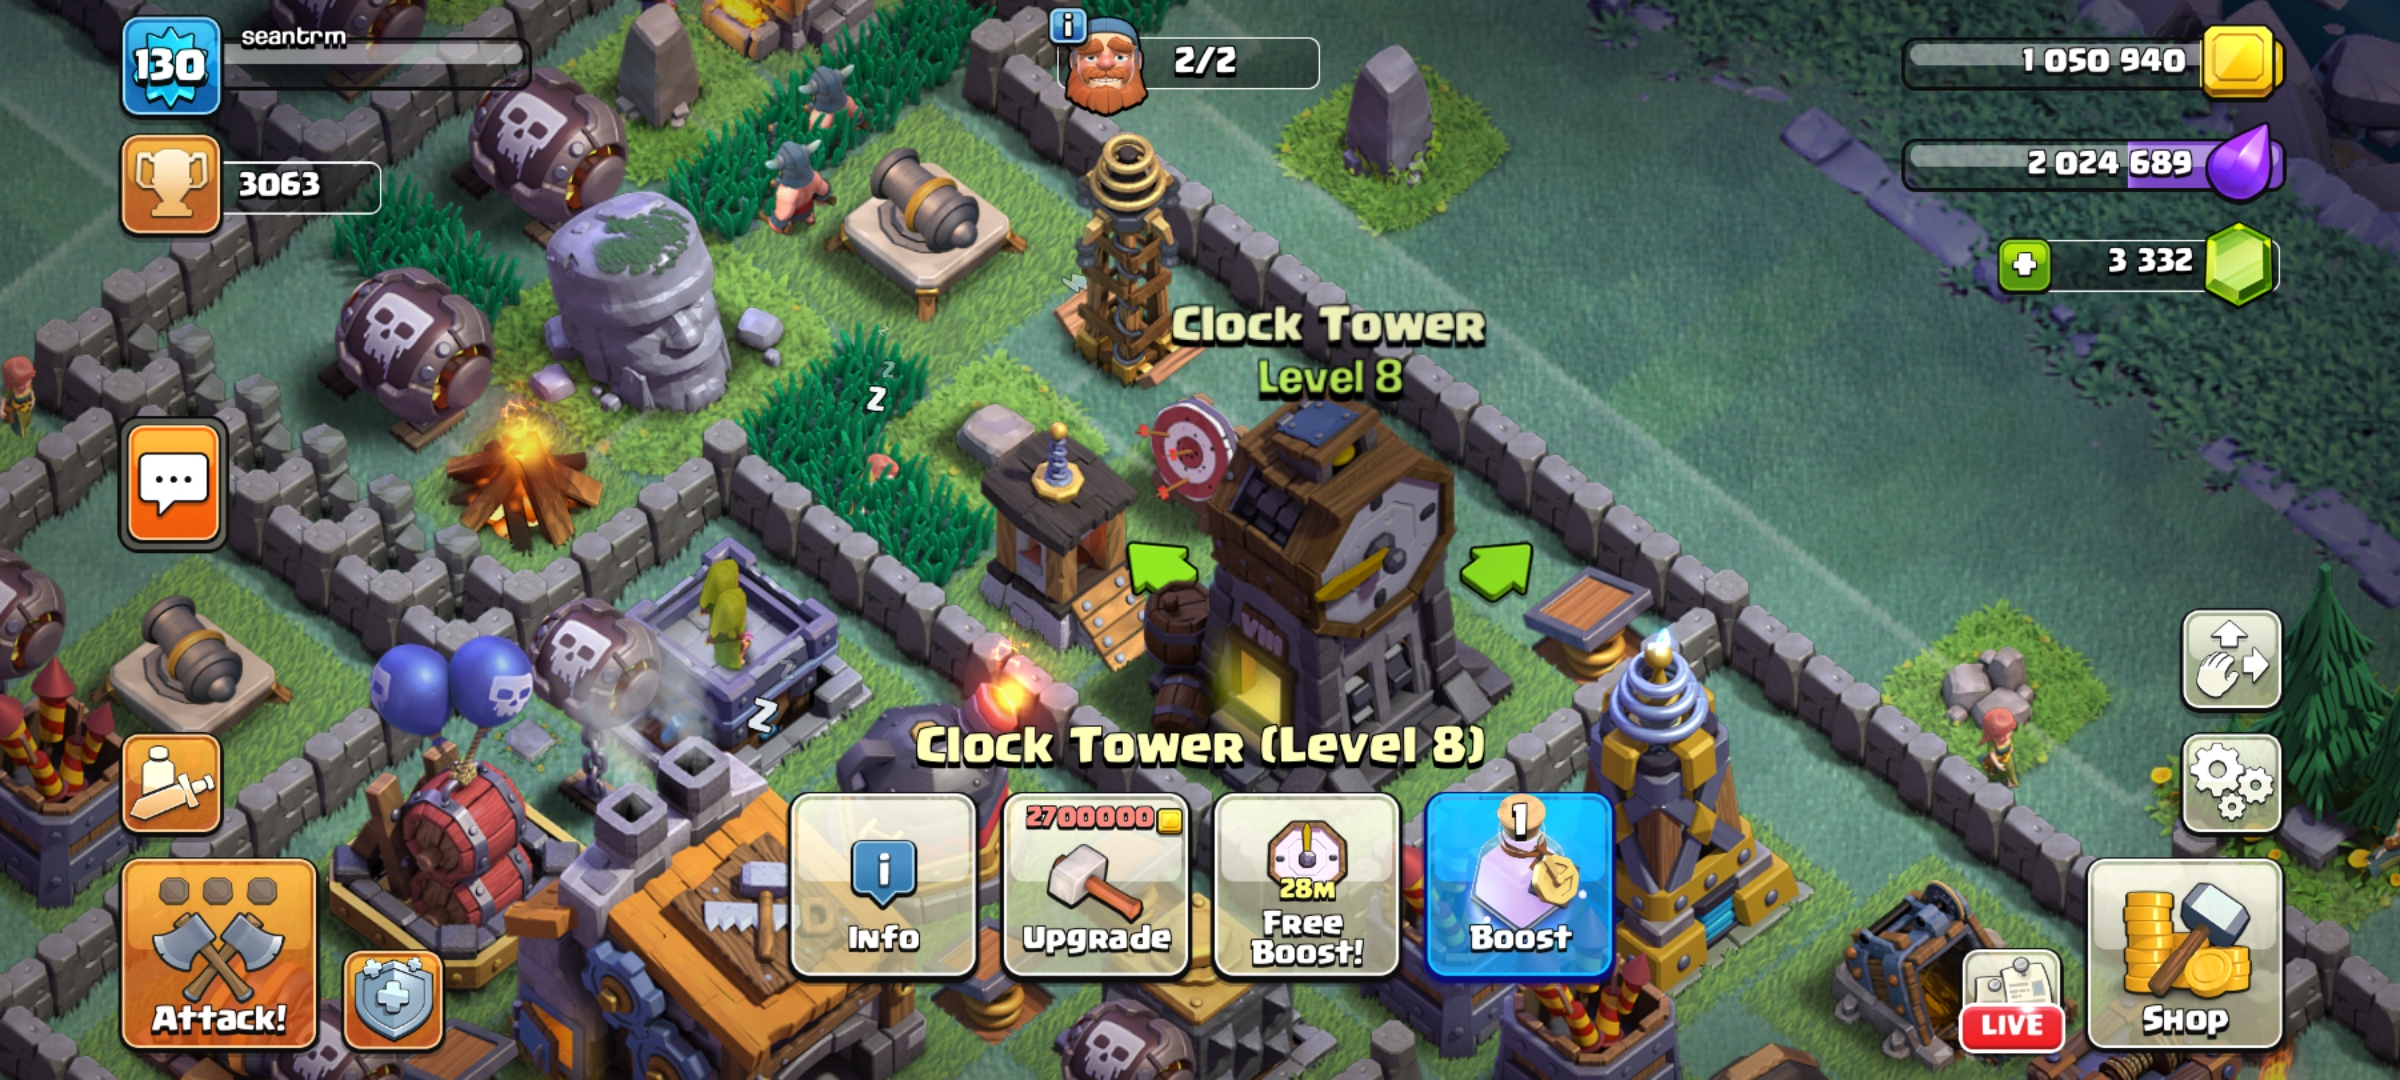 130
seantrm
i
2/2
1 050 940
3063
2 024 689
3 332
Clock Tower
Level 8
z
z
z
VIII
Z
Clock Tower (Level 8)
1
2700000
i
28M
Info
Upgrade
Free
Boost!
Boost
Attack!
LIVE
Shop